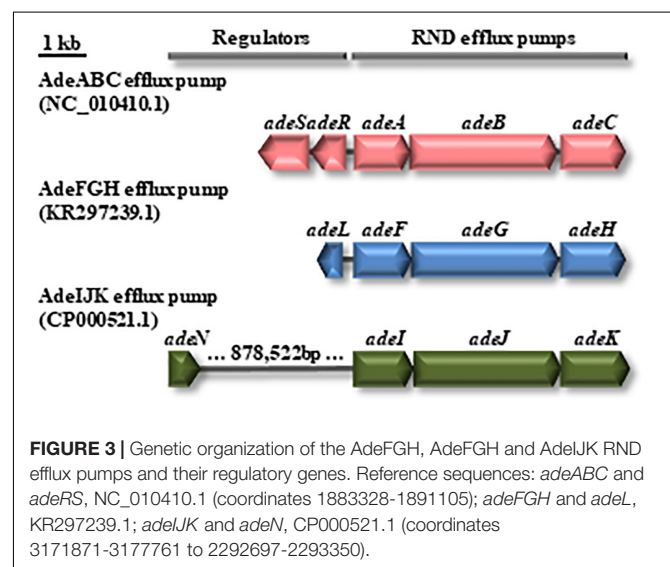 1 kb Regulators RND efflux pumps
AdeABC efflux pump
(NC_010410.1)
adeS adeR adeA adeB adeC
AdeFGH efflux pump
(KR297239.1)
adeL adeF adeG adeH
AdeIJK efflux pump
(CP000521.1)
adeN ... 878,522bp ... adeI adeJ adeK
FIGURE 3 | Genetic organization of the AdeFGH, AdeFGH and AdeIJK RND
efflux pumps and their regulatory genes. Reference sequences: adeABC and
adeRS, NC_010410.1 (coordinates 1883328-1891105); adeFGH and adeL,
KR297239.1; adeIJK and adeN, CP000521.1 (coordinates
3171871-3177761 to 2292697-2293350).